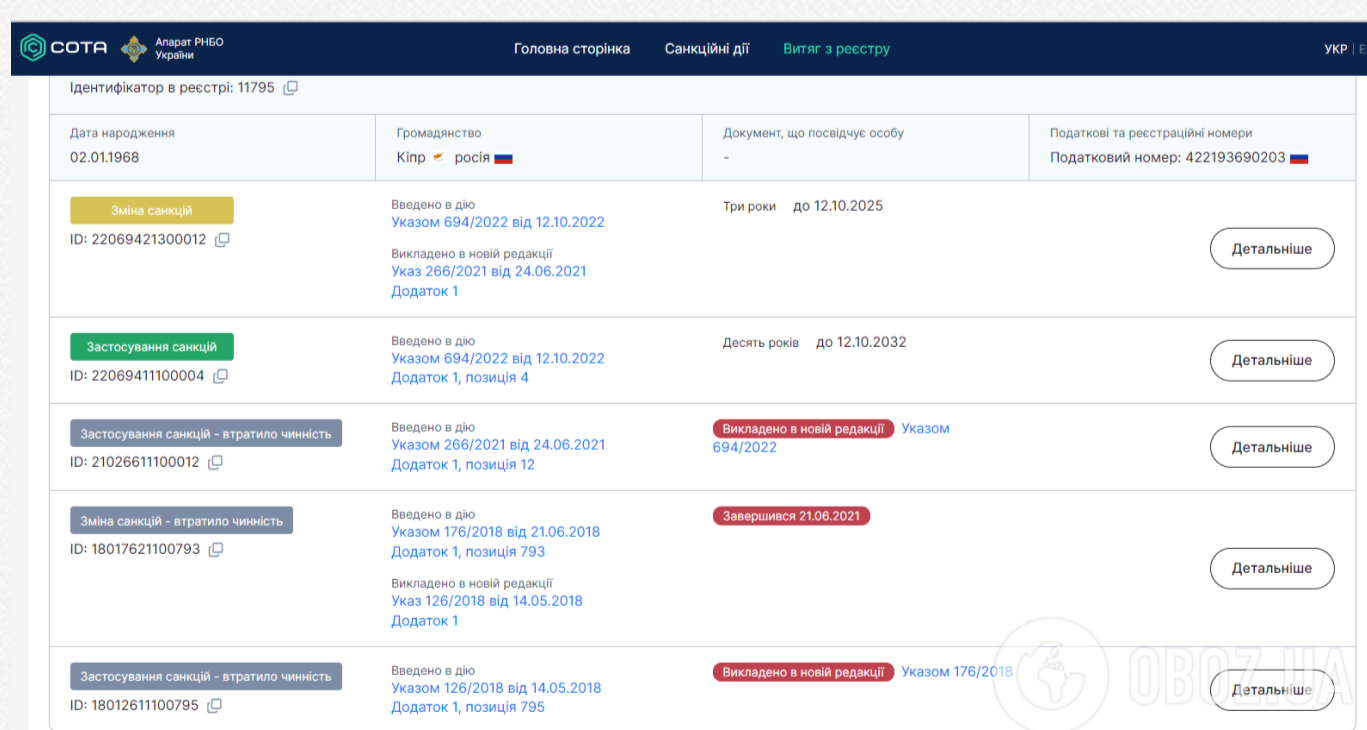 СОТА Апарат РНБО України Головна сторінка Санкційні дії Витяг з реєстру УКР | E
Ідентифікатор в реєстрі: 11795
Дата народження Громадянство Документ, що посвідчує особу Податкові та реєстраційні номери
02.01.1968 Кіпр росія - Податковий номер: 422193690203
Зміна санкцій
ID: 22069421300012
Введено в дію
Указом 694/2022 від 12.10.2022
Викладено в новій редакції
Указ 266/2021 від 24.06.2021
Додаток 1
Три роки до 12.10.2025
Детальніше
Застосування санкцій
ID: 22069411100004
Введено в дію
Указом 694/2022 від 12.10.2022
Додаток 1, позиція 4
Десять років до 12.10.2032
Детальніше
Застосування санкцій - втратило чинність
ID: 21026611100012
Введено в дію
Указом 266/2021 від 24.06.2021
Додаток 1, позиція 12
Викладено в новій редакції Указом
694/2022
Детальніше
Зміна санкцій - втратило чинність
ID: 18017621100793
Введено в дію
Указом 176/2018 від 21.06.2018
Додаток 1, позиція 793
Викладено в новій редакції
Указ 126/2018 від 14.05.2018
Додаток 1
Завершився 21.06.2021
Детальніше
Застосування санкцій - втратило чинність
ID: 18012611100795
Введено в дію
Указом 126/2018 від 14.05.2018
Додаток 1, позиція 795
Викладено в новій редакції Указом 176/2018
Детальніше
OBOZ.UA